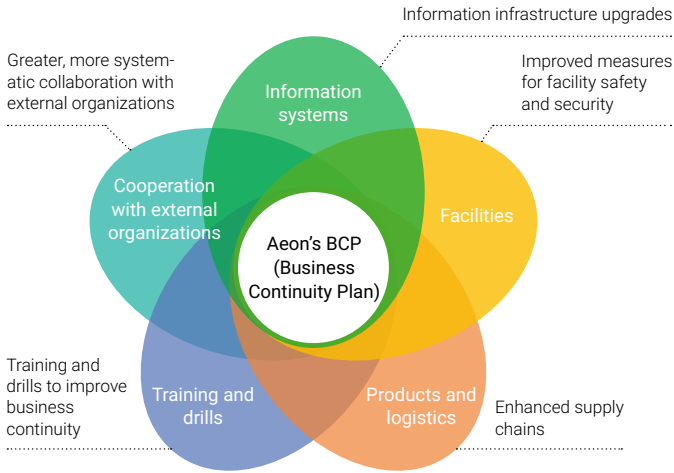 Information infrastructure upgrades
Greater, more system-
atic collaboration with
external organizations
Improved measures
for facility safety
and security
Information
systems
Cooperation
with external
organizations
Facilities
Aeon's BCP
(Business
Continuity Plan)
Training and
drills to improve
business
continuity
Training and
drills
Products and
logistics
Enhanced supply
chains